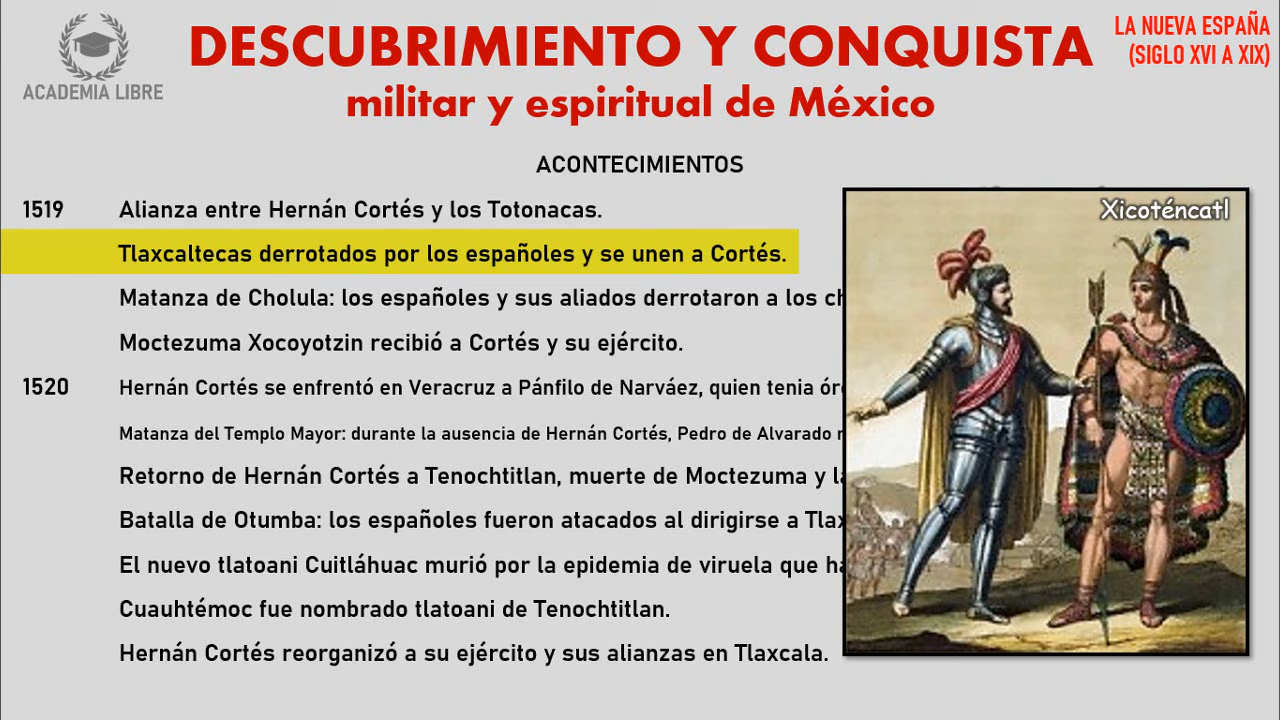 ACADEMIA LIBRE
DESCUBRIMIENTO Y CONQUISTA
militar y espiritual de México
LA NUEVA ESPAÑA
(SIGLO XVI A XIX)
ACONTECIMIENTOS
1519 Alianza entre Hernán Cortés y los Totonacas.
Tlaxcaltecas derrotados por los españoles y se unen a Cortés.
Matanza de Cholula: los españoles y sus aliados derrotaron a los
Moctezuma Xocoyotzin recibió a Cortés y su ejército.
1520 Hernán Cortés se enfrentó en Veracruz a Pánfilo de Narváez, quien tenia
Matanza del Templo Mayor: durante la ausencia de Hernán Cortés, Pedro de Alvarado
Retorno de Hernán Cortés a Tenochtitlan, muerte de Moctezuma y
Batalla de Otumba: los españoles fueron atacados al dirigirse a
El nuevo tlatoani Cuitláhuac murió por la epidemia de viruela que
Cuauhtémoc fue nombrado tlatoani de Tenochtitlan.
Hernán Cortés reorganizó a su ejército y sus alianzas en Tlaxcala.
Xicoténcatl